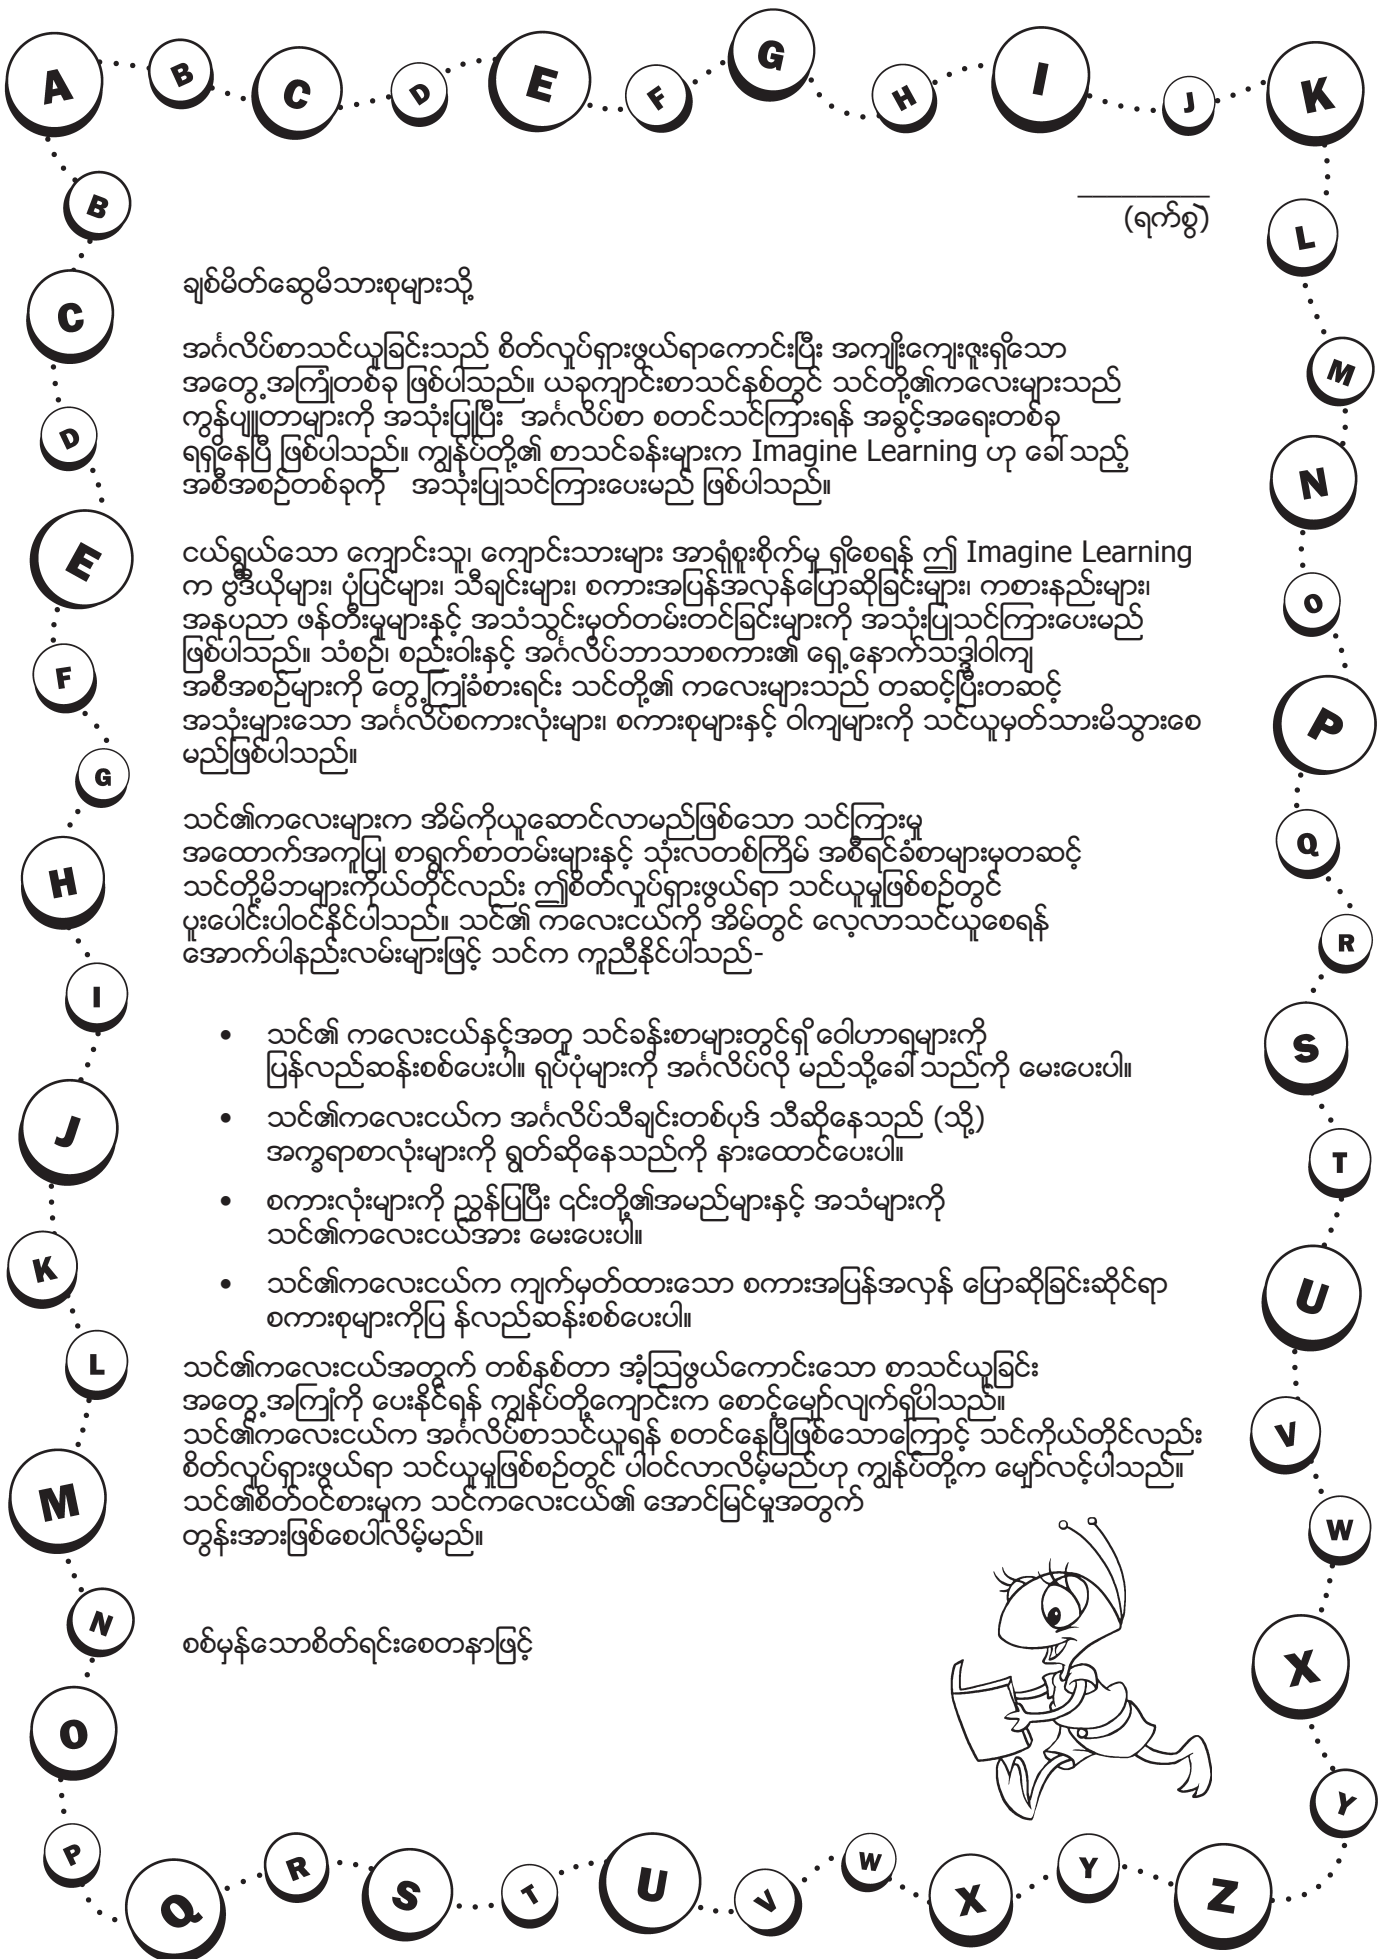 A B C D E F G H I J K
B C D E F G H I J K L M N O P Q R S T U V W X Y Z
L M N O P Q R S T U V W X Y
(ရက်စွဲ)
ချစ်မိတ်ဆွေမိသားစုများသို့
အင်္ဂလိပ်စာသင်ယူခြင်းသည် စိတ်လှုပ်ရှားဖွယ်ရာကောင်းပြီး အကျိုးကျေးဇူးရှိသော
အတွေ့အကြုံတစ်ခု ဖြစ်ပါသည်။ ယခုကျောင်းစာသင်နှစ်တွင် သင်တို့၏ကလေးများသည်
ကွန်ပျူတာများကို အသုံးပြုပြီး အင်္ဂလိပ်စာ စတင်သင်ကြားရန် အခွင့်အရေးတစ်ခု
ရရှိနေပြီ ဖြစ်ပါသည်။ ကျွန်ုပ်တို့၏ စာသင်ခန်းများက Imagine Learning ဟု ခေါ်သည့်
အစီအစဉ်တစ်ခုကို အသုံးပြုသင်ကြားပေးမည် ဖြစ်ပါသည်။
ငယ်ရွယ်သော ကျောင်းသူ၊ ကျောင်းသားများ အာရုံစူးစိုက်မှု ရှိစေရန် ဤ Imagine Learning
က ဗွီဒီယိုများ၊ ပုံပြင်များ၊ သီချင်းများ၊ စကားအပြန်အလှန်ပြောဆိုခြင်းများ၊ ကစားနည်းများ၊
အနုပညာ ဖန်တီးမှုများနှင့် အသံသွင်းမှတ်တမ်းတင်ခြင်းများကို အသုံးပြုသင်ကြားပေးမည်
ဖြစ်ပါသည်။ သံစဉ်၊ စည်းဝါးနှင့် အင်္ဂလိပ်ဘာသာစကား၏ ရှေ့နောက်သဒ္ဒါဝါကျ
အစီအစဉ်များကို တွေ့ကြုံခံစားရင်း သင်တို့၏ ကလေးများသည် တဆင့်ပြီးတဆင့်
အသုံးများသော အင်္ဂလိပ်စကားလုံးများ၊ စကားစုများနှင့် ဝါကျများကို သင်ယူမှတ်သားမိသွားစေ
မည်ဖြစ်ပါသည်။
သင်၏ကလေးများက အိမ်ကိုယူဆောင်လာမည်ဖြစ်သော သင်ကြားမှု
အထောက်အကူပြု စာရွက်စာတမ်းများနှင့် သုံးလတစ်ကြိမ် အစီရင်ခံစာများမှတဆင့်
သင်တို့မိဘများကိုယ်တိုင်လည်း ဤစိတ်လှုပ်ရှားဖွယ်ရာ သင်ယူမှုဖြစ်စဉ်တွင်
ပူးပေါင်းပါဝင်နိုင်ပါသည်။ သင်၏ ကလေးငယ်ကို အိမ်တွင် လေ့လာသင်ယူစေရန်
အောက်ပါနည်းလမ်းများဖြင့် သင်က ကူညီနိုင်ပါသည်-
• သင်၏ ကလေးငယ်နှင့်အတူ သင်ခန်းစာများတွင်ရှိ ဝေါဟာရများကို
ပြန်လည်ဆန်းစစ်ပေးပါ။ ရုပ်ပုံများကို အင်္ဂလိပ်လို မည်သို့ခေါ်သည်ကို မေးပေးပါ။
• သင်၏ကလေးငယ်က အင်္ဂလိပ်သီချင်းတစ်ပုဒ် သီဆိုနေသည် (သို့)
အက္ခရာစာလုံးများကို ရွတ်ဆိုနေသည်ကို နားထောင်ပေးပါ။
• စကားလုံးများကို ညွှန်ပြပြီး ၎င်းတို့၏အမည်များနှင့် အသံများကို
သင်၏ကလေးငယ်အား မေးပေးပါ။
• သင်၏ကလေးငယ်က ကျက်မှတ်ထားသော စကားအပြန်အလှန် ပြောဆိုခြင်းဆိုင်ရာ
စကားစုများကိုပြ န်လည်ဆန်းစစ်ပေးပါ။
သင်၏ကလေးငယ်အတွက် တစ်နှစ်တာ အံ့ဩဖွယ်ကောင်းသော စာသင်ယူခြင်း
အတွေ့အကြုံကို ပေးနိုင်ရန် ကျွန်ုပ်တို့ကျောင်းက စောင့်မျှော်လျက်ရှိပါသည်။
သင်၏ကလေးငယ်က အင်္ဂလိပ်စာသင်ယူရန် စတင်နေပြီဖြစ်သောကြောင့် သင်ကိုယ်တိုင်လည်း
စိတ်လှုပ်ရှားဖွယ်ရာ သင်ယူမှုဖြစ်စဉ်တွင် ပါဝင်လာလိမ့်မည်ဟု ကျွန်ုပ်တို့က မျှော်လင့်ပါသည်။
သင်၏စိတ်ဝင်စားမှုက သင်ကလေးငယ်၏ အောင်မြင်မှုအတွက်
တွန်းအားဖြစ်စေပါလိမ့်မည်။
စစ်မှန်သောစိတ်ရင်းစေတနာဖြင့်